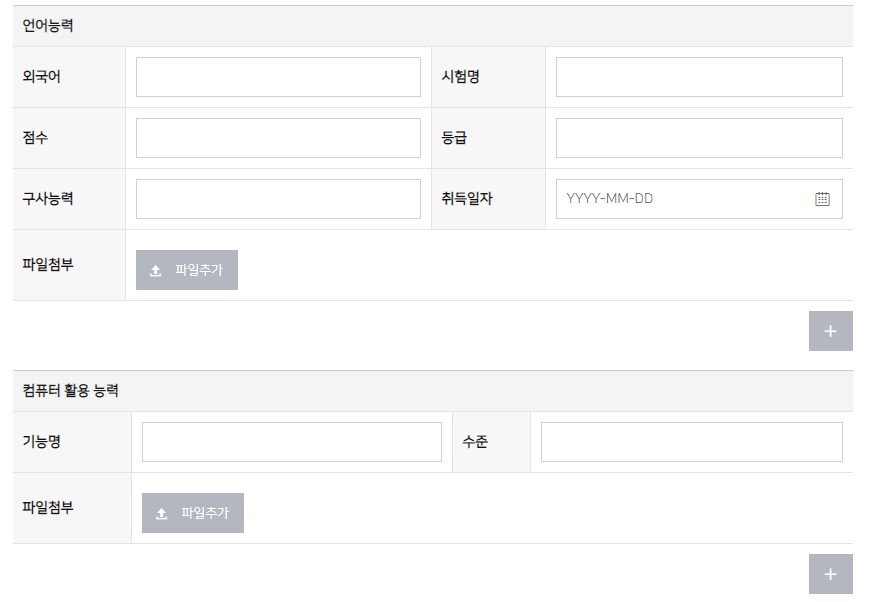 언어능력
외국어
시험명
점수
등급
구사능력
취득일자
YYYY-MM-DD
파일첨부
파일추가
+
컴퓨터 활용 능력
기능명
수준
파일첨부
파일추가
+